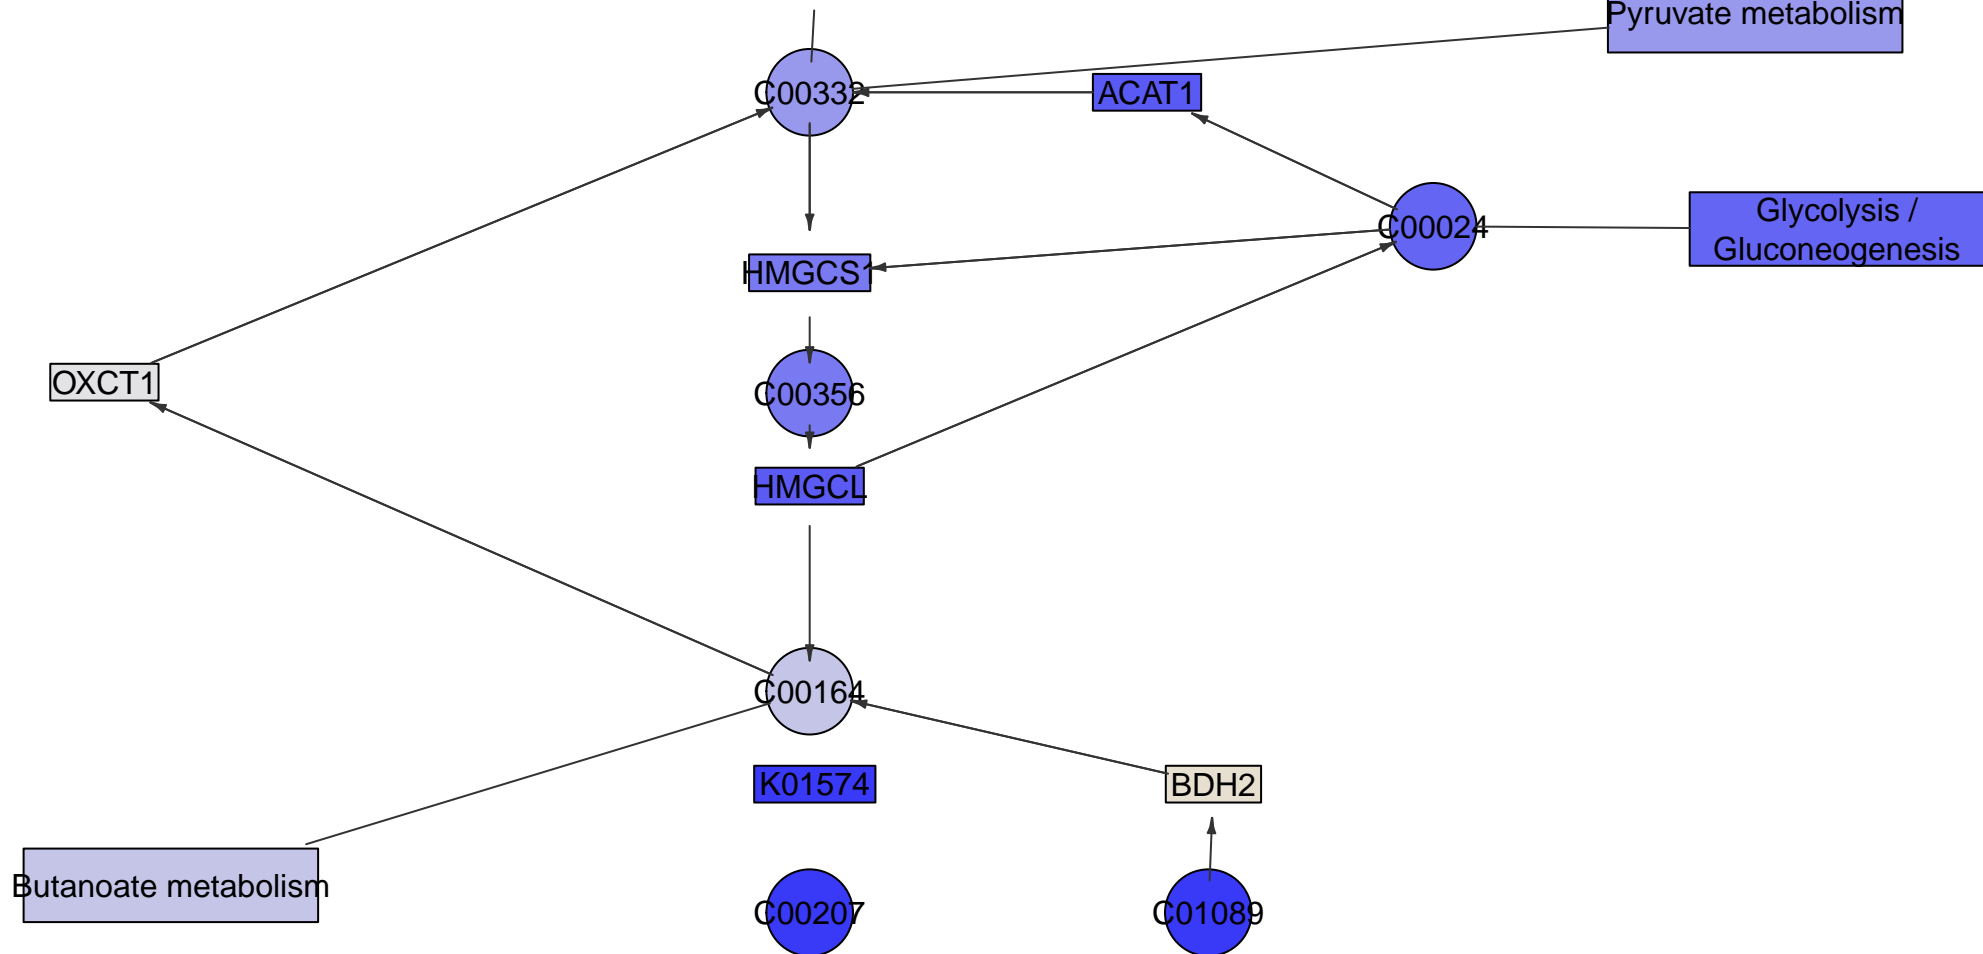 Pyruvate metabolism
C00332
ACAT1
Glycolysis /
Gluconeogenesis
C00024
HMGCS1
OXCT1
C00356
HMGCL
C00164
K01574
BDH2
Butanoate metabolism
C00207
C01089